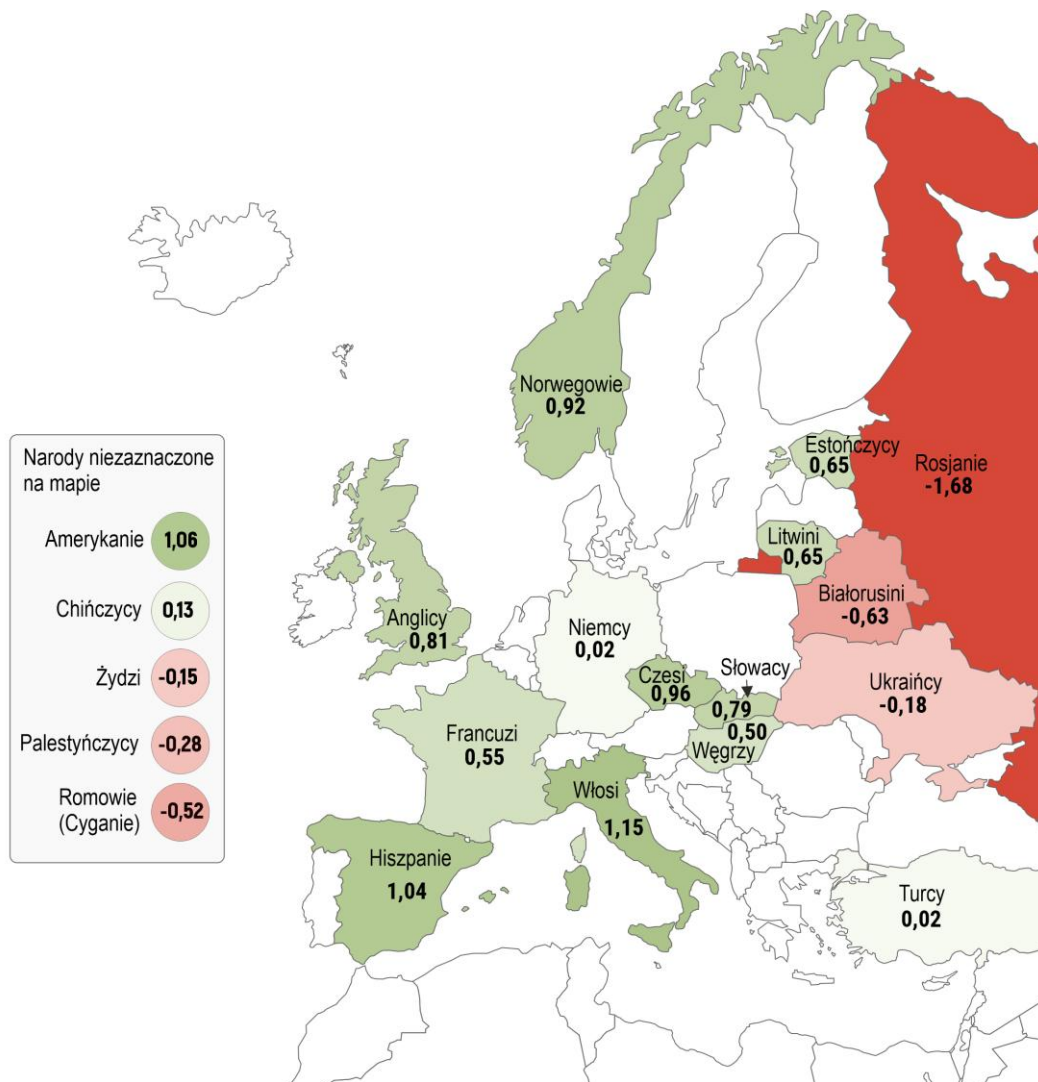 Norwegowie
0,92
Estończycy
0,65
Rosjanie
-1,68
Litwini
0,65
Białorusini
-0,63
Anglicy
0,81
Niemcy
0,02
Słowacy
Czesi
0,96
0,79
Ukraińcy
-0,18
0,50
Węgrzy
Francuzi
0,55
Włosi
1,15
Hiszpanie
1,04
Turcy
0,02
Narody niezaznaczone
na mapie
Amerykanie 1,06
Chińczycy 0,13
Żydzi -0,15
Palestyńczycy -0,28
Romowie
(Cyganie) -0,52